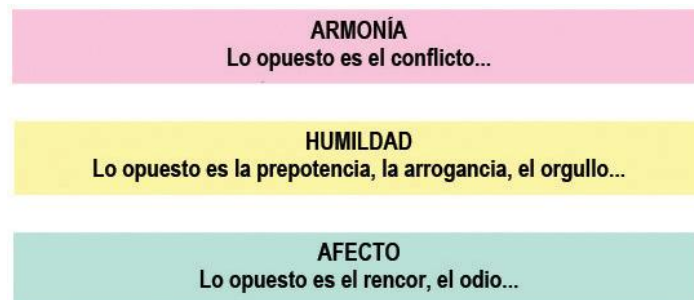 ARMONÍA
Lo opuesto es el conflicto...
HUMILDAD
Lo opuesto es la prepotencia, la arrogancia, el orgullo...
AFECTO
Lo opuesto es el rencor, el odio...